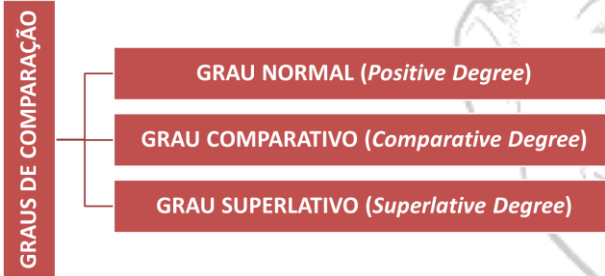 GRAUS DE COMPARAÇÃO
GRAU NORMAL (Positive Degree)
GRAU COMPARATIVO (Comparative Degree)
GRAU SUPERLATIVO (Superlative Degree)